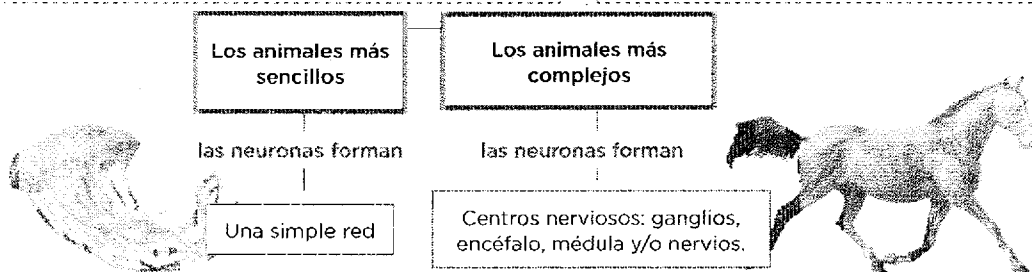 Los animales más
sencillos
las neuronas forman
Una simple red
Los animales más
complejos
las neuronas forman
Centros nerviosos: ganglios,
encéfalo, médula y/o nervios.